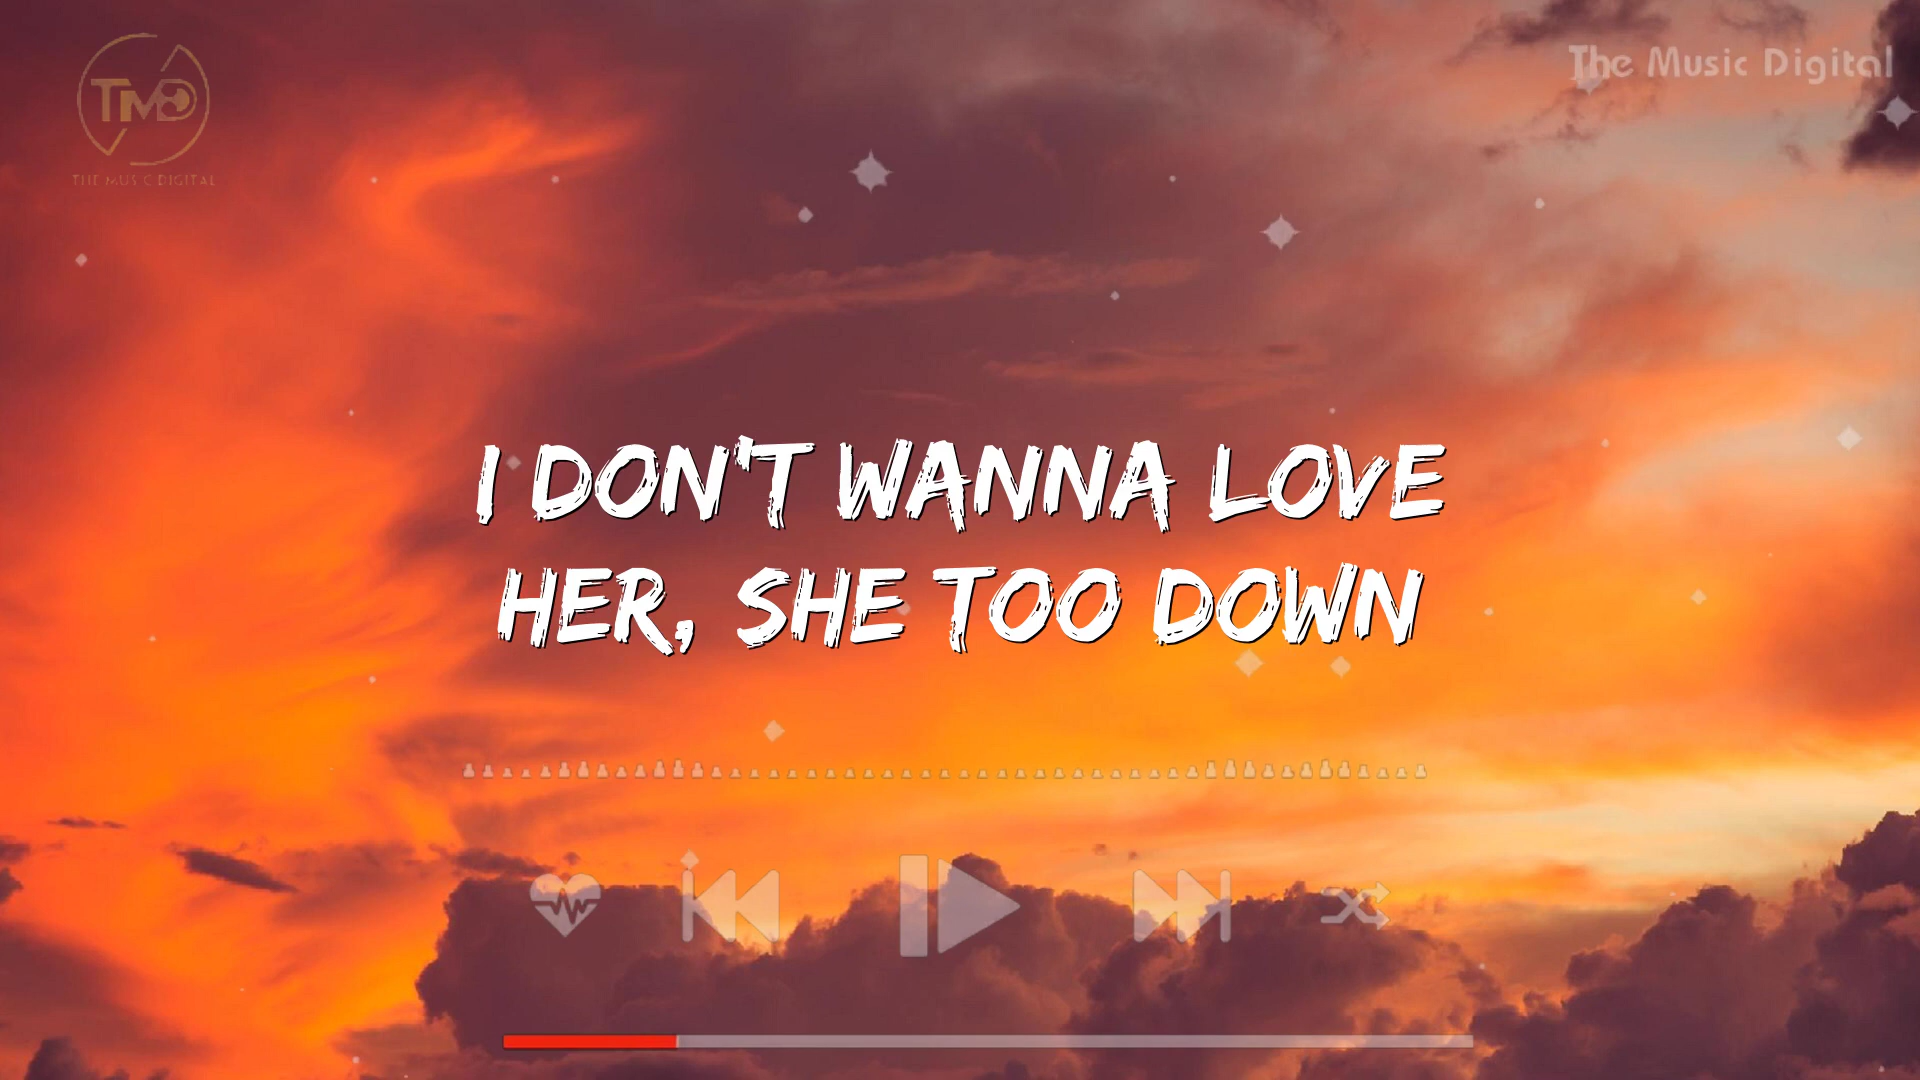 TMD
THE MUSIC DIGITAL
The Music Digital
I DON'T WANNA LOVE
HER, SHE TOO DOWN